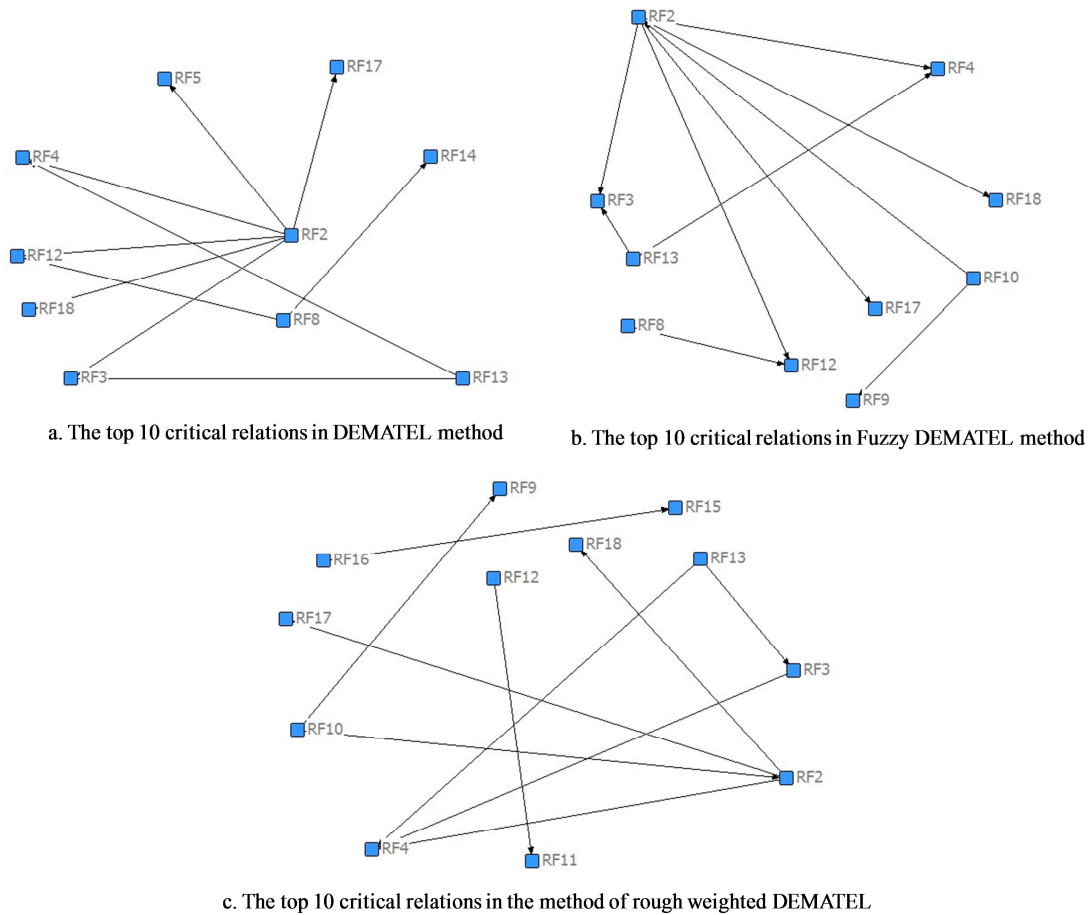 RF17
RF5
RF4
RF14
RF2
RF12
RF18
RF8
RF3
RF13
a. The top 10 critical relations in DEMATEL method
RF2
RF4
RF3
RF18
RF13
RF10
RF17
RF8
RF12
RF9
b. The top 10 critical relations in Fuzzy DEMATEL method
RF9
RF15
RF18
RF16
RF13
RF12
RF17
RF3
RF10
RF2
RF4
RF11
c. The top 10 critical relations in the method of rough weighted DEMATEL